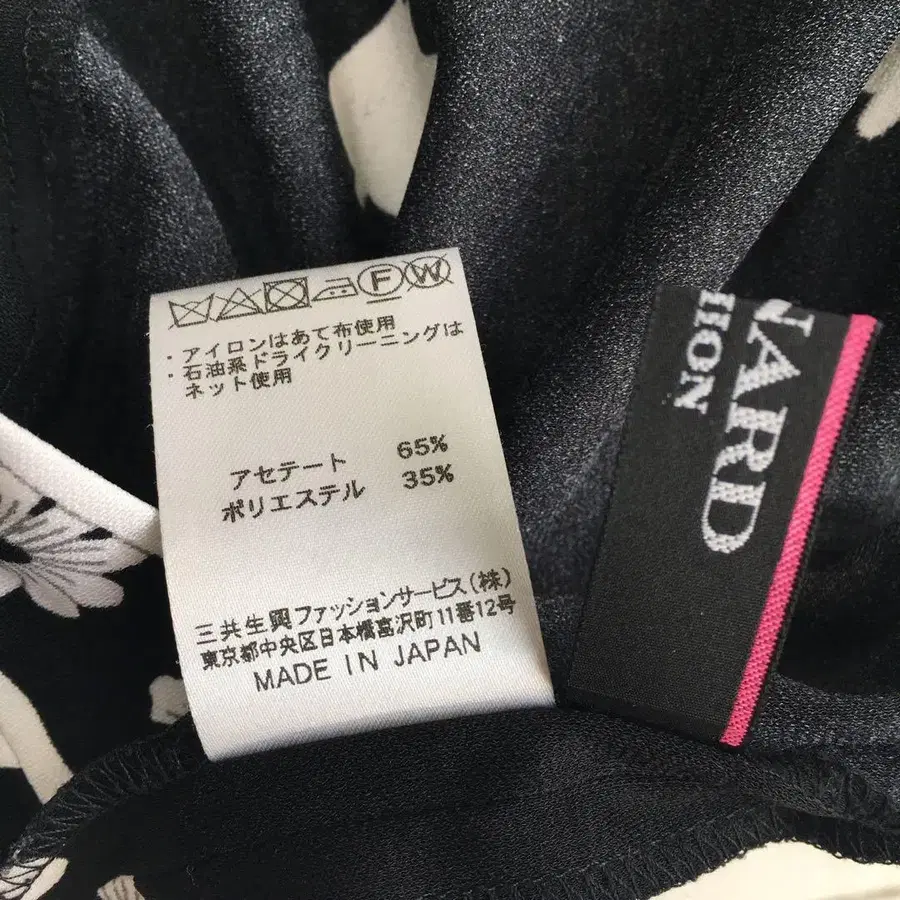 F W
・アイロンはあて布使用
・石油系ドライクリーニングは
ネット使用
アセテート 65%
ポリエステル 35%
三共生興ファッションサービス(株)
東京都中央区日本橋富沢町11番12号
MADE IN JAPAN
NARD
HION